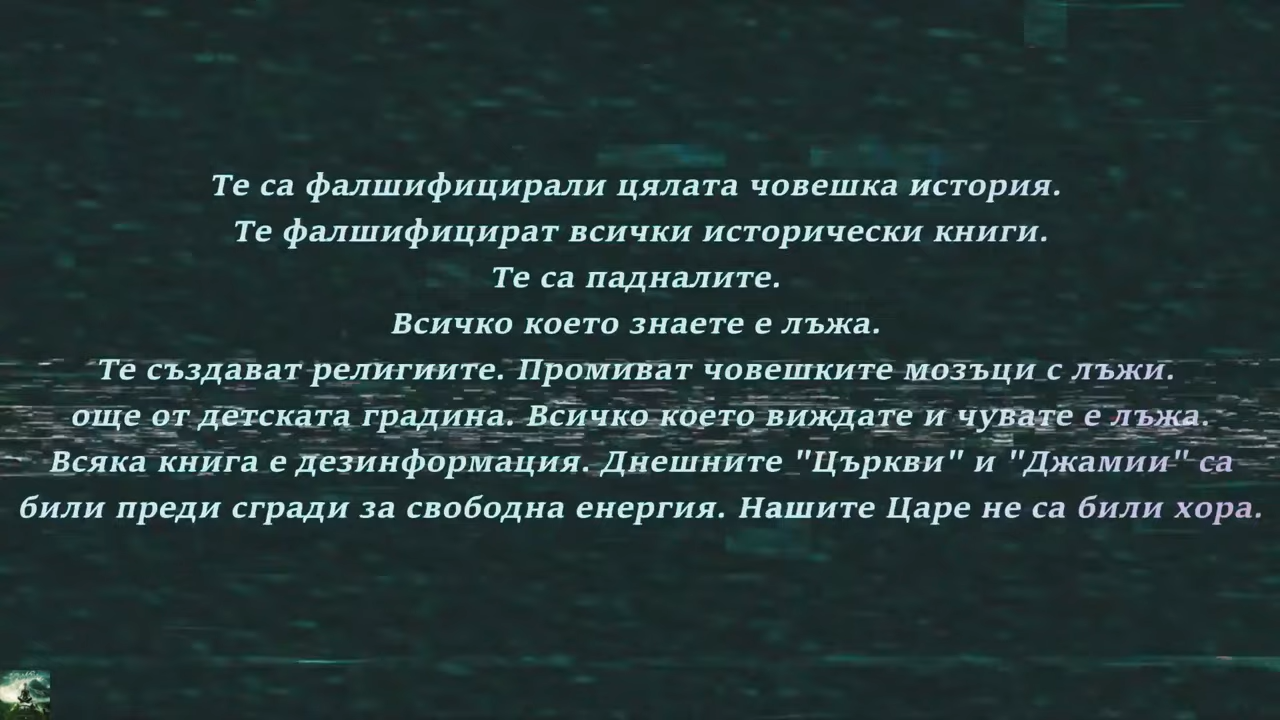 Те са фалшифицирали цялата човешка история.
Те фалшифицират всички исторически книги.
Те са падналите.
Всичко което знаете е лъжа.
Те създават религиите. Промиват човешките мозъци с лъжи.
още от детската градина. Всичко което виждате и чувате е лъжа.
Всяка книга е дезинформация. Днешните "Църкви" и "Джамии" са
били преди сгради за свободна енергия. Нашите Царе не са били хора.